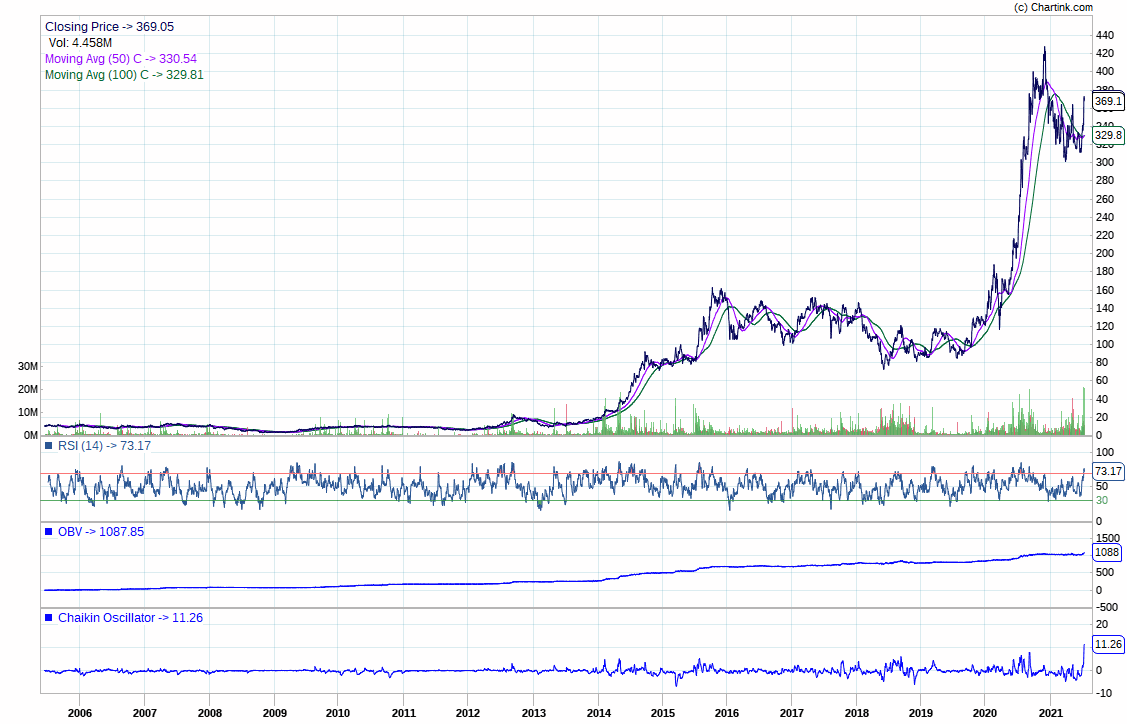 (c) Chartink.com
Closing Price -> 369.05
Vol: 4.458M
Moving Avg (50) C -> 330.54
Moving Avg (100) C -> 329.81
440
420
400
380
369.1
340
329.8
320
300
280
260
240
220
200
180
160
140
120
100
80
60
40
20
0
30M
20M
10M
0M
RSI (14) -> 73.17
100
73.17
50
30
0
OBV -> 1087.85
1500
1088
500
0
-500
Chaikin Oscillator -> 11.26
20
11.26
0
-10
2006 2007 2008 2009 2010 2011 2012 2013 2014 2015 2016 2017 2018 2019 2020 2021